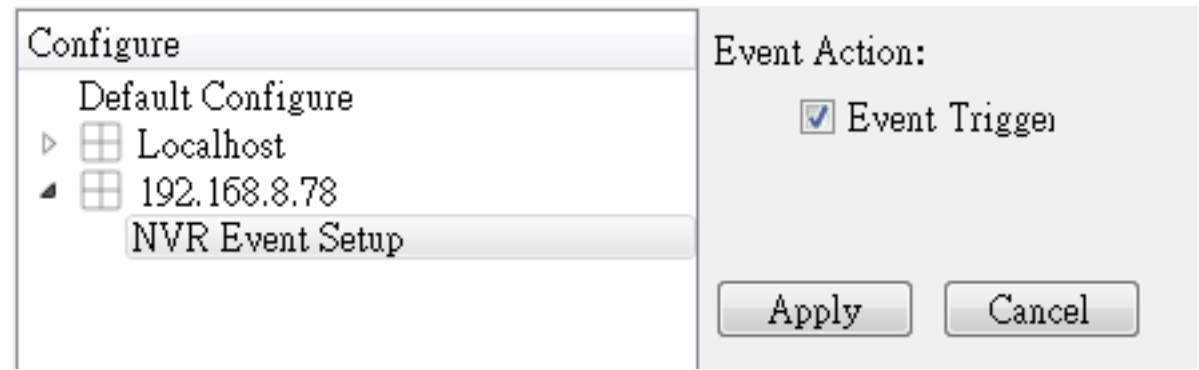 Configure
Default Configure
Localhost
192.168.8.78
NVR Event Setup
Event Action:
Event Trigger
Apply
Cancel